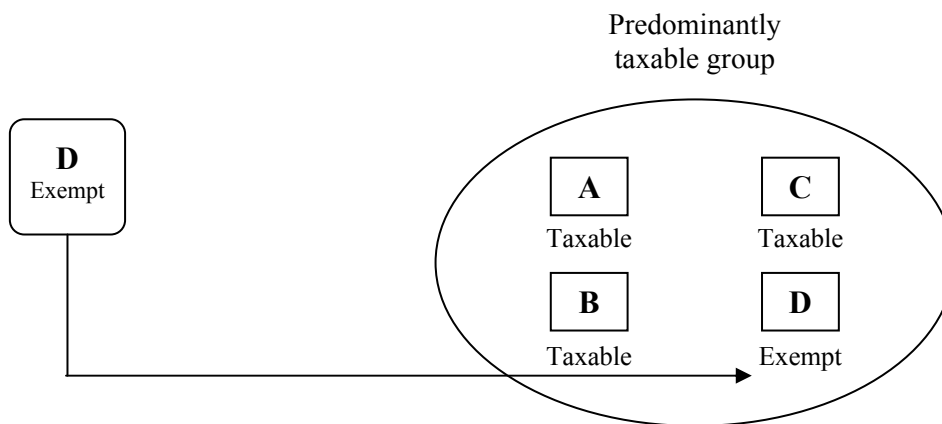 Predominantly
taxable group
D
Exempt
A
C
Taxable
Taxable
B
D
Taxable
Exempt